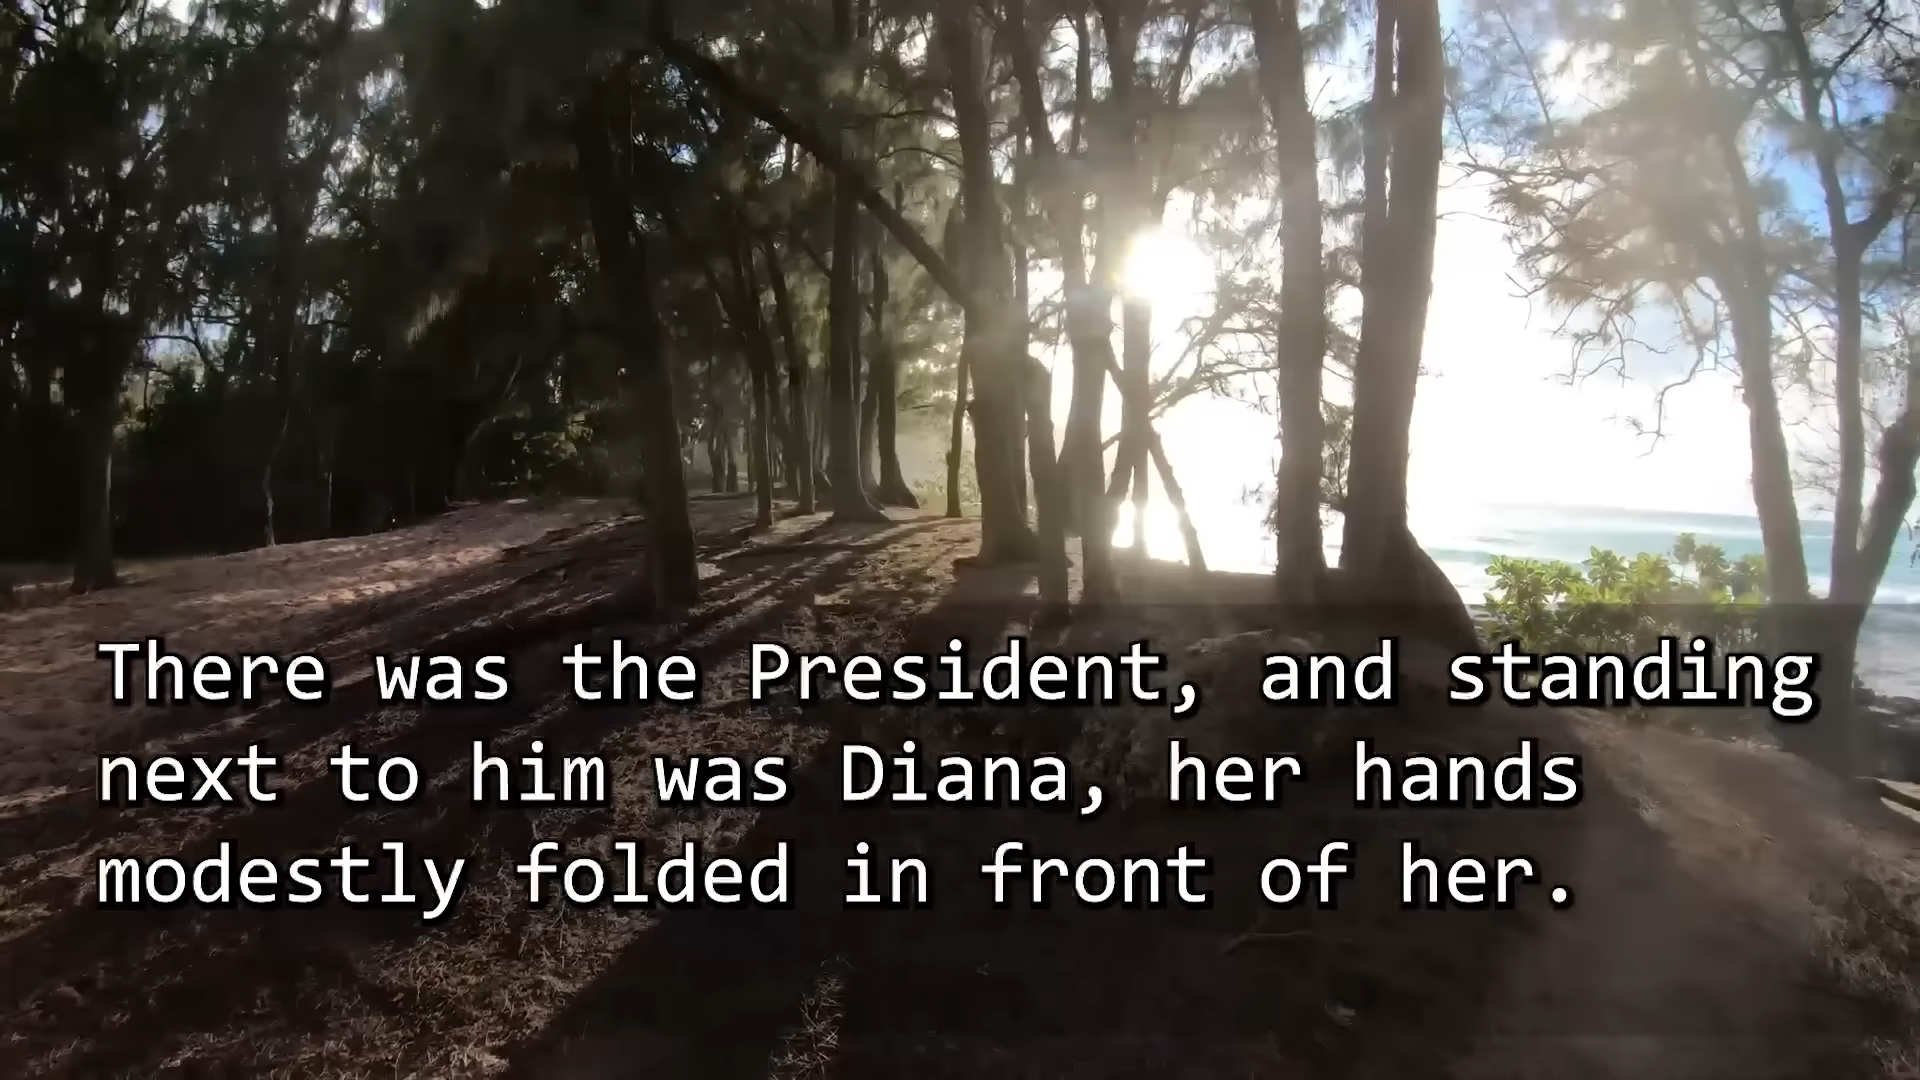 There was the President, and standing
next to him was Diana, her hands
modestly folded in front of her.